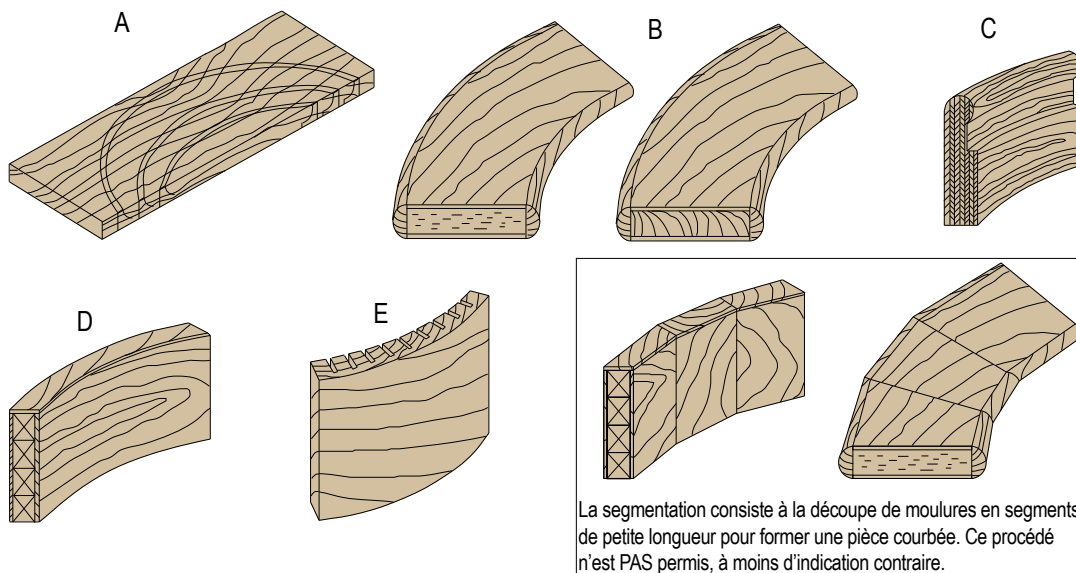 A
B
C
D
E
La segmentation consiste à la découpe de moulures en segments
de petite longueur pour former une pièce courbée. Ce procédé
n'est PAS permis, à moins d'indication contraire.